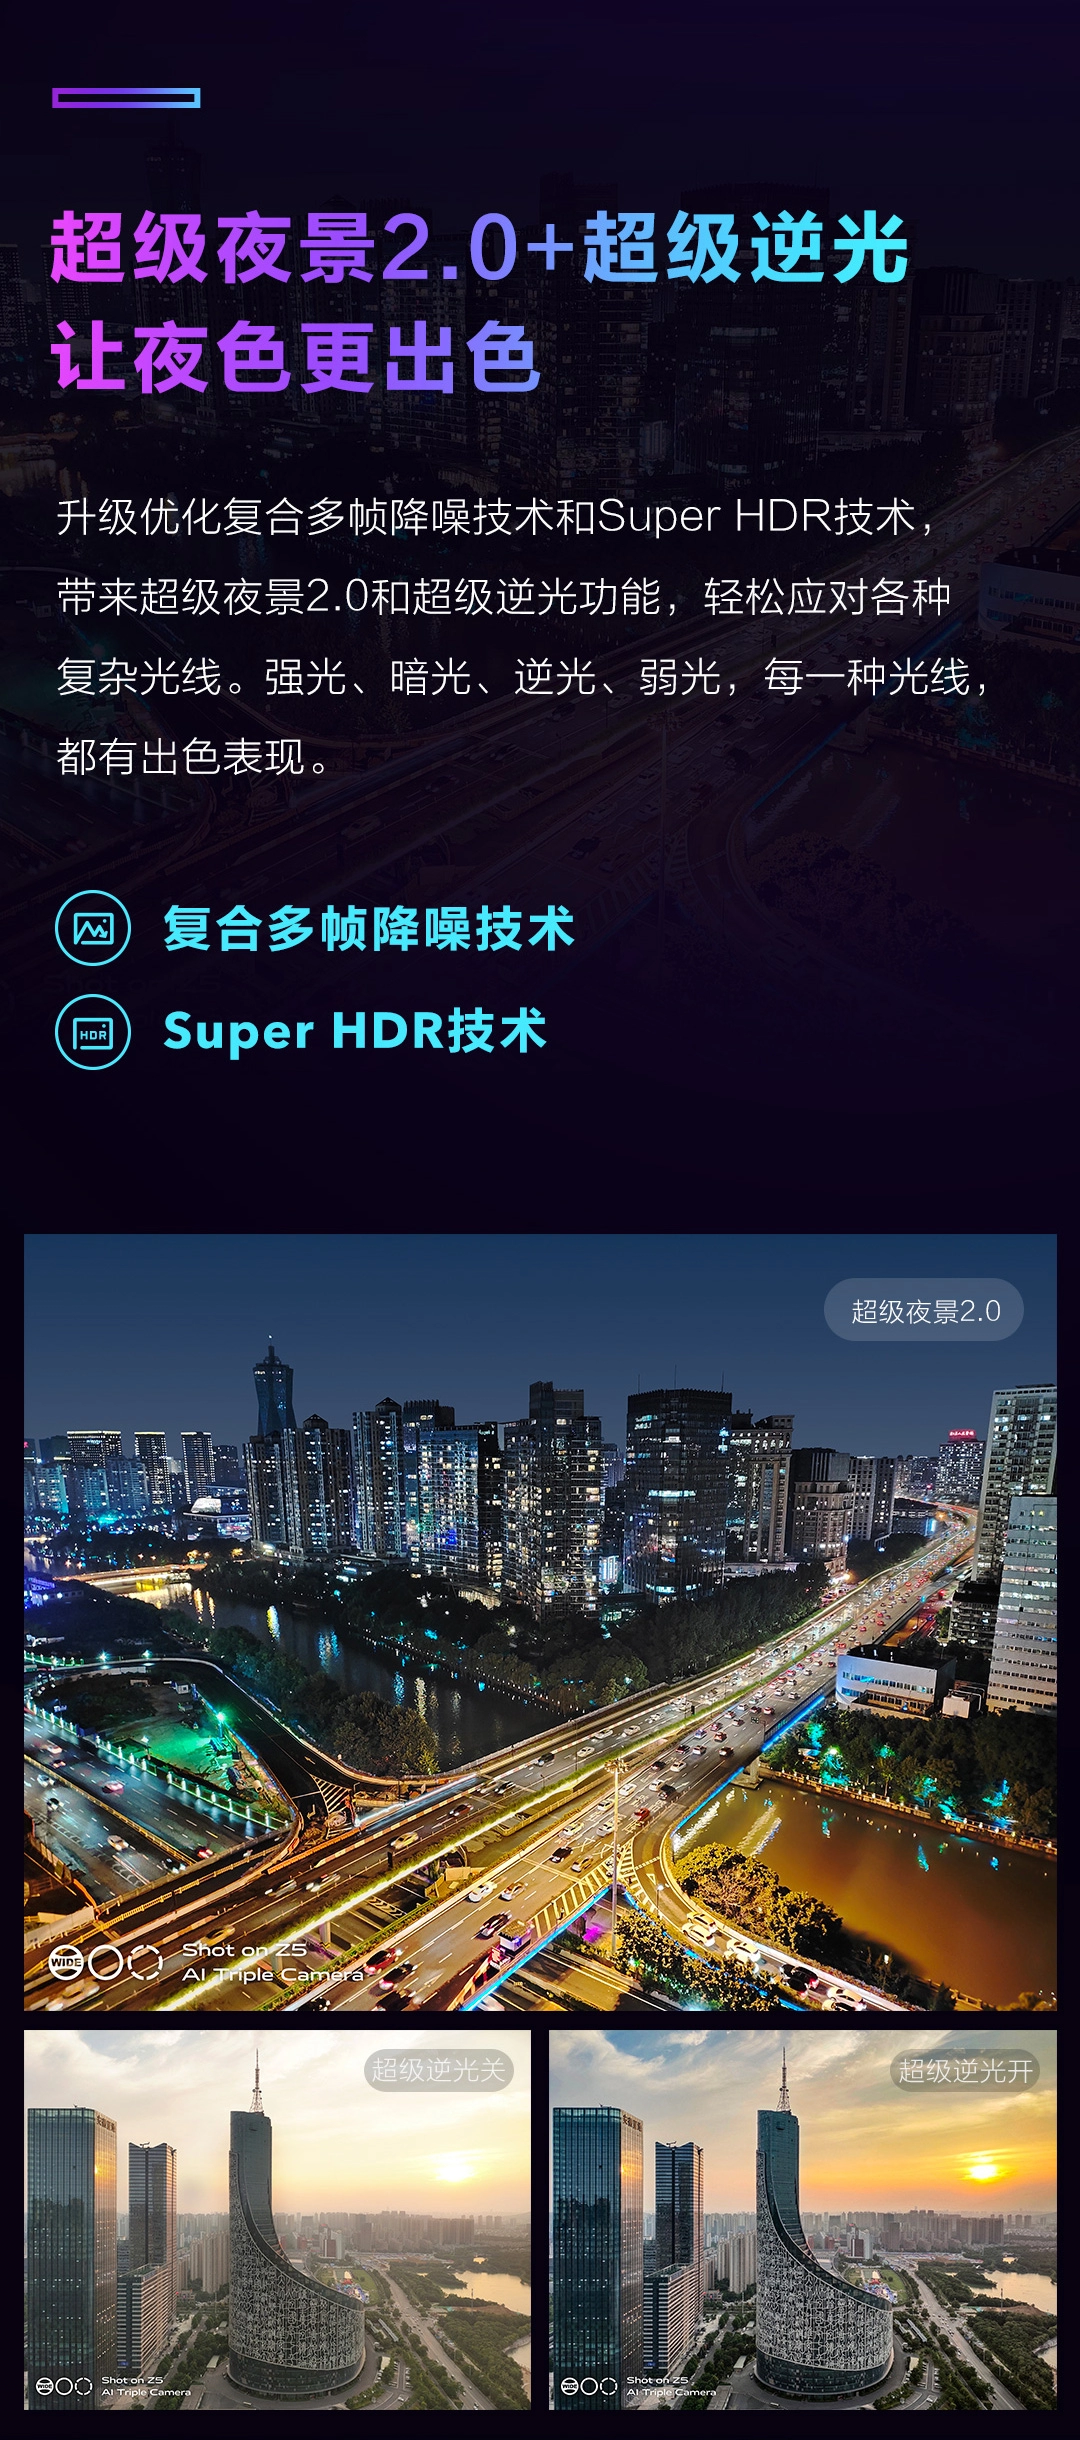 超级夜景2.0+超级逆光
让夜色更出色
升级优化复合多帧降噪技术和Super HDR技术，
带来超级夜景2.0和超级逆光功能，轻松应对各种
复杂光线。强光、暗光、逆光、弱光，每一种光线，
都有出色表现。
复合多帧降噪技术
HDR
Super HDR技术
超级夜景2.0
WIDE
Shot on Z5
AI Triple Camera
超级逆光关
超级逆光开
WIDE
Shot on Z5
AI Triple Camera
WIDE
Shot on Z5
AI Triple Camera